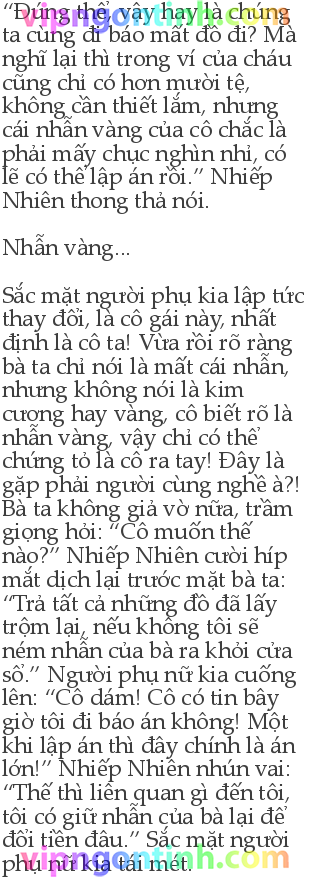 “Đúng thế, vậy hay là chúng
ta cùng đi báo mất đồ đi? Mà
nghĩ lại thì trong ví của cháu
cũng chỉ có hơn mười tệ,
không cần thiết lắm, nhưng
cái nhẫn vàng của cô chắc là
phải mấy chục nghìn nhỉ, có
lẽ có thể lập án rồi.” Nhiếp
Nhiên thong thả nói.
Nhẫn vàng...
Sắc mặt người phụ kia lập tức
thay đổi, là cô gái này, nhất
định là cô ta! Vừa rồi rõ ràng
bà ta chỉ nói là mất cái nhẫn,
nhưng không nói là kim
cương hay vàng, cô biết rõ là
nhẫn vàng, vậy chỉ có thể
chứng tỏ là cô ra tay! Đây là
gặp phải người cùng nghề à?!
Bà ta không giả vờ nữa, trầm
giọng hỏi: “Cô muốn thế
nào?” Nhiếp Nhiên cười híp
mắt dịch lại trước mặt bà ta:
“Trả tất cả những đồ đã lấy
trộm lại, nếu không tôi sẽ
ném nhẫn của bà ra khỏi cửa
sổ.” Người phụ nữ kia cuống
lên: “Cô dám! Cô có tin bây
giờ tôi đi báo án không! Một
khi lập án thì đây chính là án
lớn!” Nhiếp Nhiên nhún vai:
“Thế thì liên quan gì đến tôi,
tôi có giữ nhẫn của bà lại để
đổi tiền đâu.” Sắc mặt người
phụ nữ kia tái mét.
vipngontinh.com
vipngontinh.com